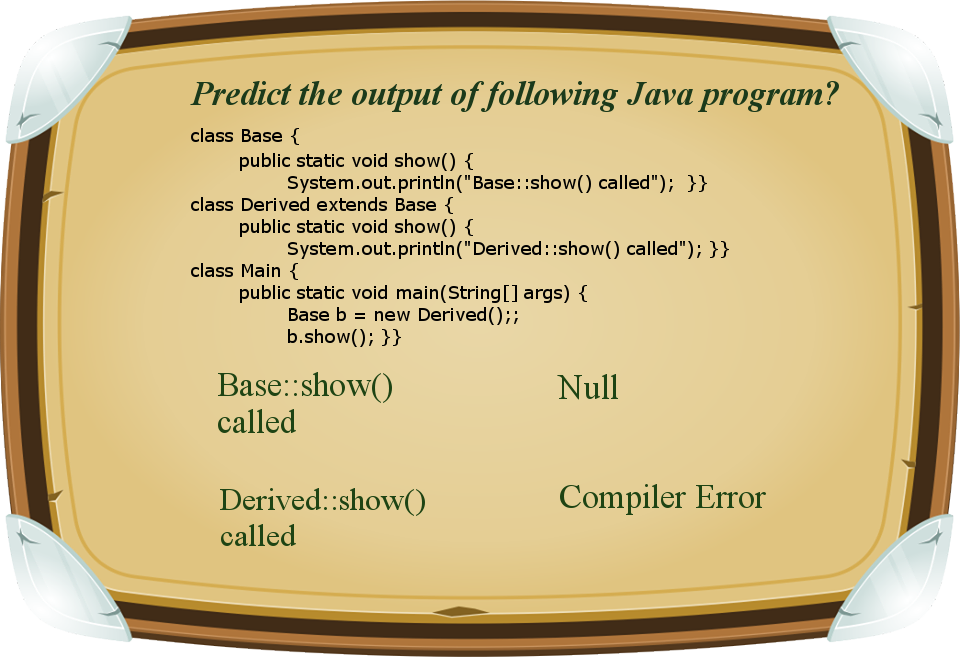 Predict the output of following Java program?
class Base {
public static void show() {
System.out.println("Base::show() called");  }}
class Derived extends Base {
public static void show() {
System.out.println("Derived::show() called"); }}
class Main {
public static void main(String[] args) {
Base b = new Derived();;
b.show(); }}
Base::show()
called
Null
Derived::show()
called
Compiler Error